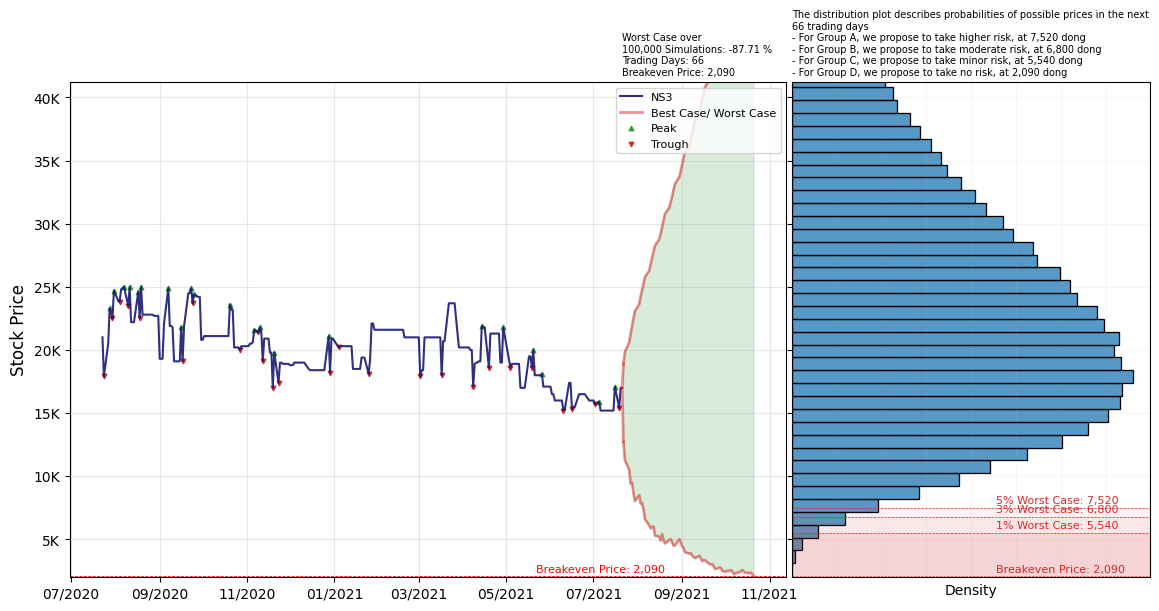 The distribution plot describes probabilities of possible prices in the next
66 trading days
- For Group A, we propose to take higher risk, at 7,520 dong
- For Group B, we propose to take moderate risk, at 6,800 dong
- For Group C, we propose to take minor risk, at 5,540 dong
- For Group D, we propose to take no risk, at 2,090 dong
Worst Case over
100,000 Simulations: -87.71 %
Trading Days: 66
Breakeven Price: 2,090
NS3
Best Case/ Worst Case
Peak
Trough
Stock Price
40K
35K
30K
25K
20K
15K
10K
5K
Breakeven Price: 2,090
07/2020
09/2020
11/2020
01/2021
03/2021
05/2021
07/2021
09/2021
11/2021
5% Worst Case: 7,520
3% Worst Case: 6,800
1% Worst Case: 5,540
Breakeven Price: 2,090
Density